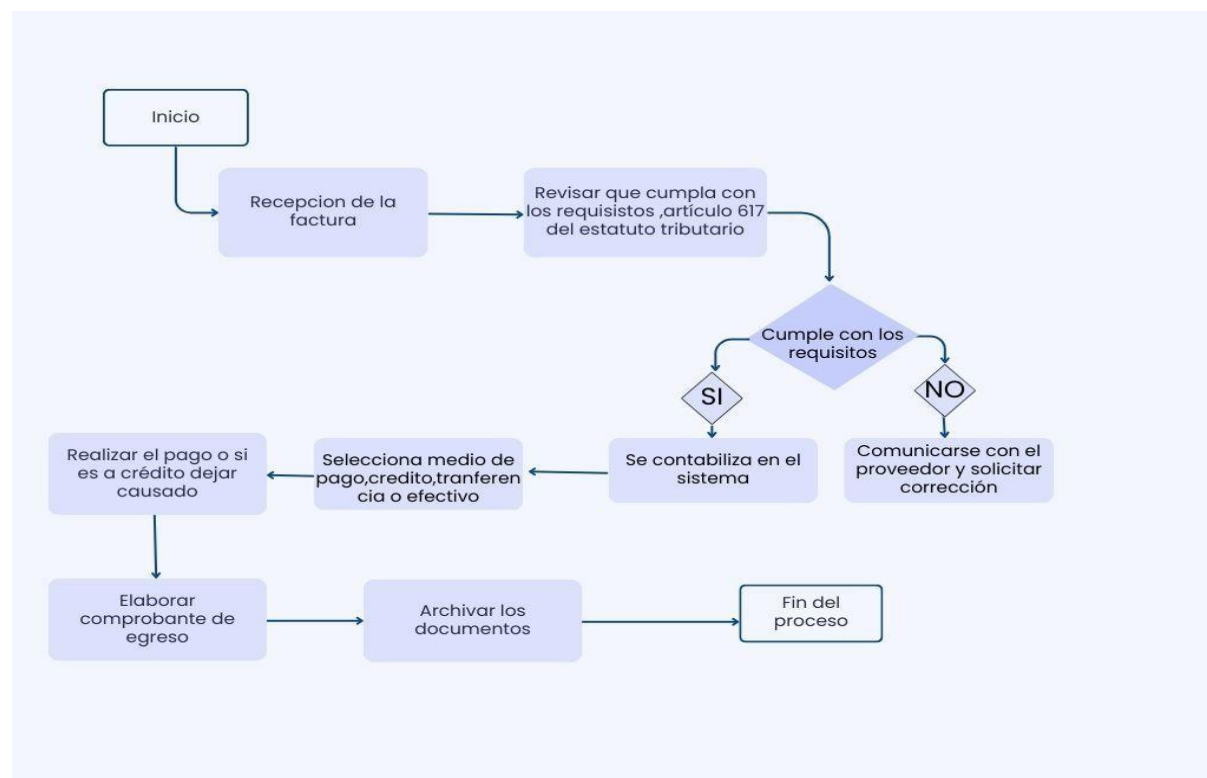 Inicio
Recepcion de la
factura
Revisar que cumpla con
los requisistos ,artículo 617
del estatuto tributario
Cumple con los
requisitos
SI
NO
Comunicarse con el
proveedor y solicitar
corrección
Se contabiliza en el
sistema
Selecciona medio de
pago,credito,tranferen
cia o efectivo
Realizar el pago o si
es a crédito dejar
causado
Elaborar
comprobante de
egreso
Archivar los
documentos
Fin del
proceso